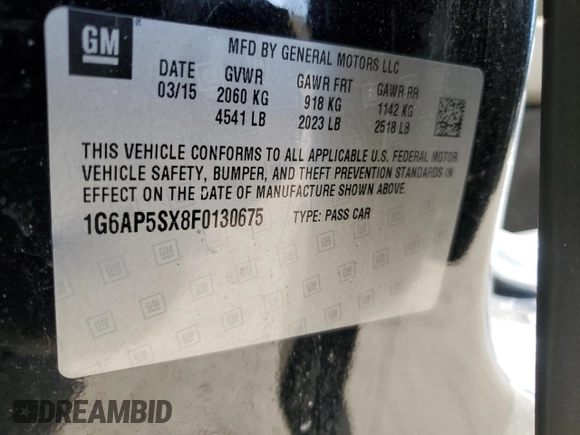 GM
MFD BY GENERAL MOTORS LLC
DATE GVWR GAWR FRT GAWR RR
03/15 2060 KG 918 KG 1142 KG
4541 LB 2023 LB 2518 LB
THIS VEHICLE CONFORMS TO ALL APPLICABLE U.S. FEDERAL MOTOR
VEHICLE SAFETY, BUMPER, AND THEFT PREVENTION STANDARDS IN
EFFECT ON THE DATE OF MANUFACTURE SHOWN ABOVE.
1G6AP5SX8F0130675 TYPE: PASS CAR
DREAMBID